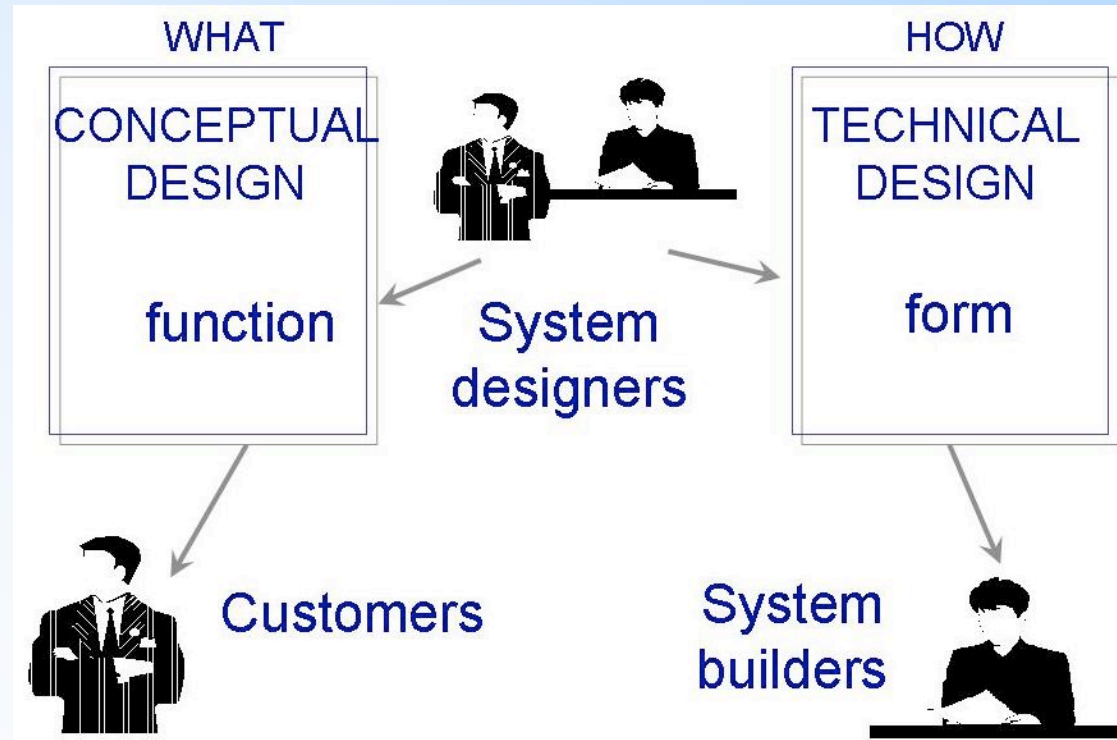 WHAT
CONCEPTUAL
DESIGN
function
System
designers
HOW
TECHNICAL
DESIGN
form
Customers
System
builders